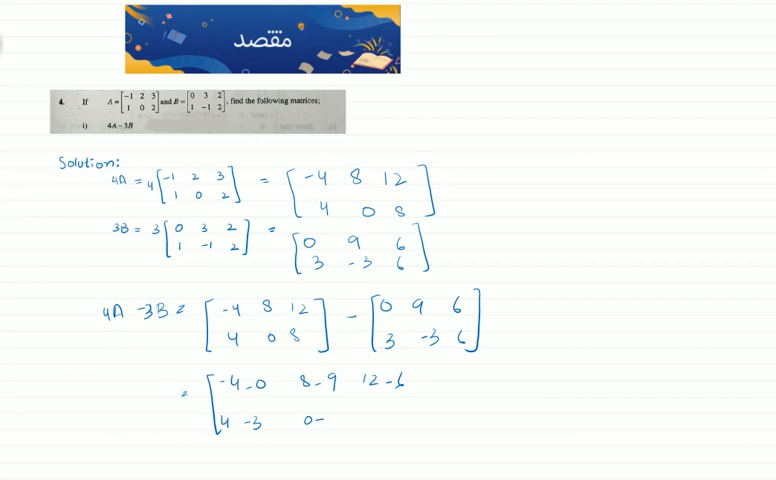 مقصد
4. If A = [-1 2 3; 1 0 2] and B = [0 3 2; 1 -1 2], find the following matrices;
i) 4A-3B
Solution:
4A = 4 [-1 2 3; 1 0 2] = [-4 8 12; 4 0 8]
3B = 3 [0 3 2; 1 -1 2] = [0 9 6; 3 -3 6]
4A - 3B = [-4 8 12; 4 0 8] - [0 9 6; 3 -3 6]
= [-4 - 0 8 - 9 12 - 6
4 - 3 0 -